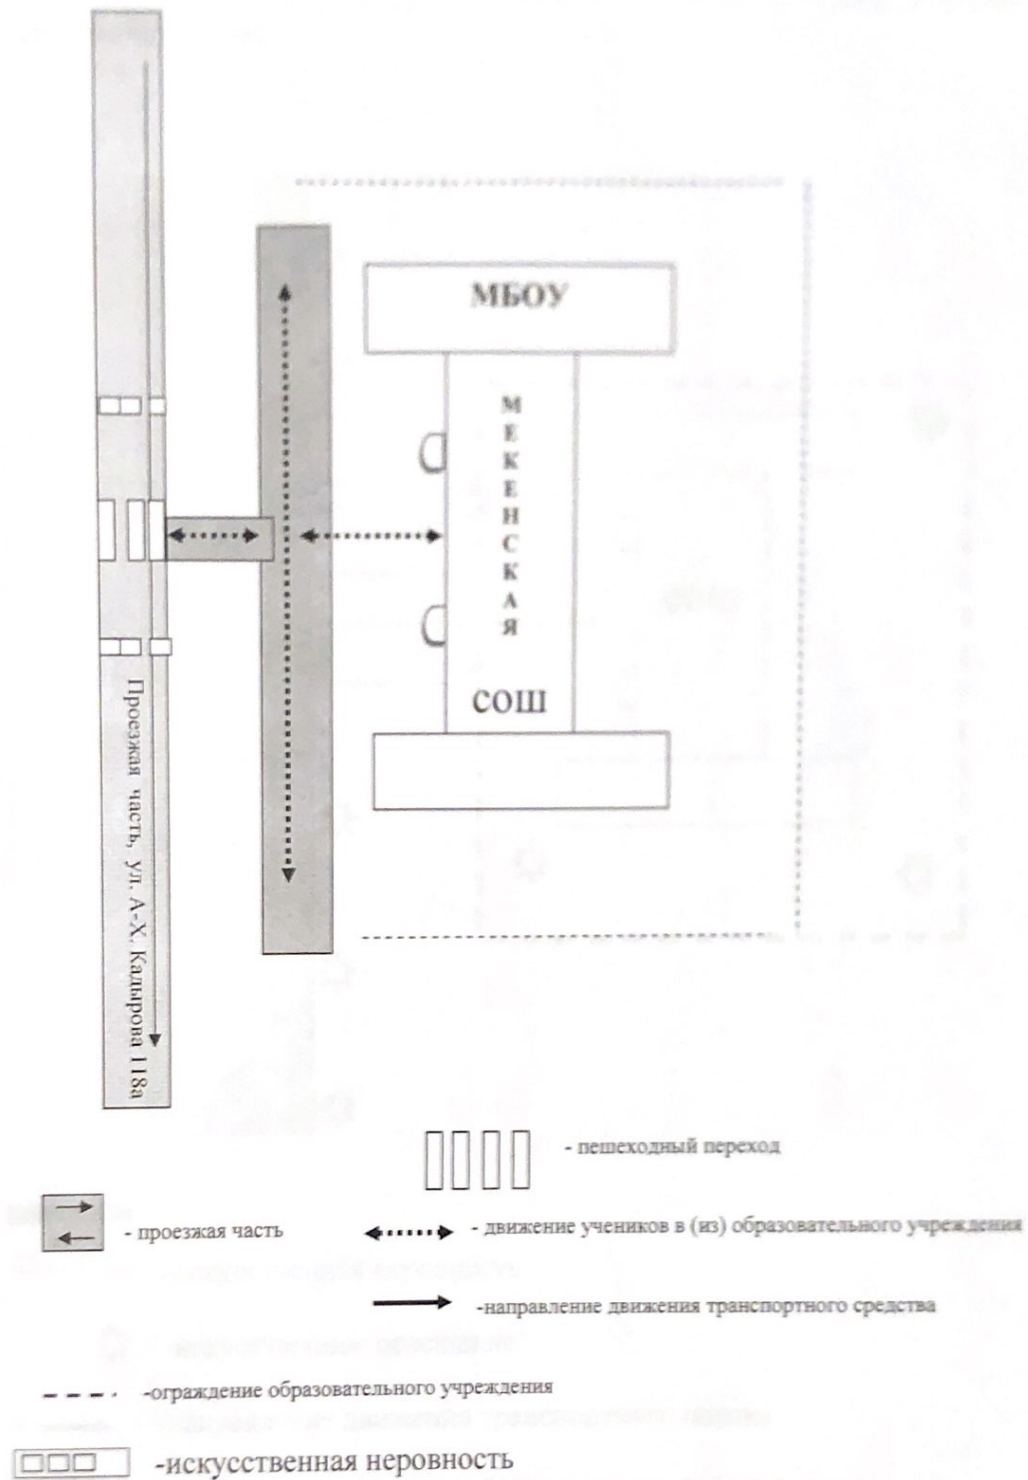 МБОУ
МЕКЕНСКАЯ
СОШ
Проезжая часть, ул. А-Х. Кадырова 118а
- пешеходный переход
- проезжая часть
- движение учеников в (из) образовательного учреждения
-направление движения транспортного средства
-ограждение образовательного учреждения
-искусственная неровность